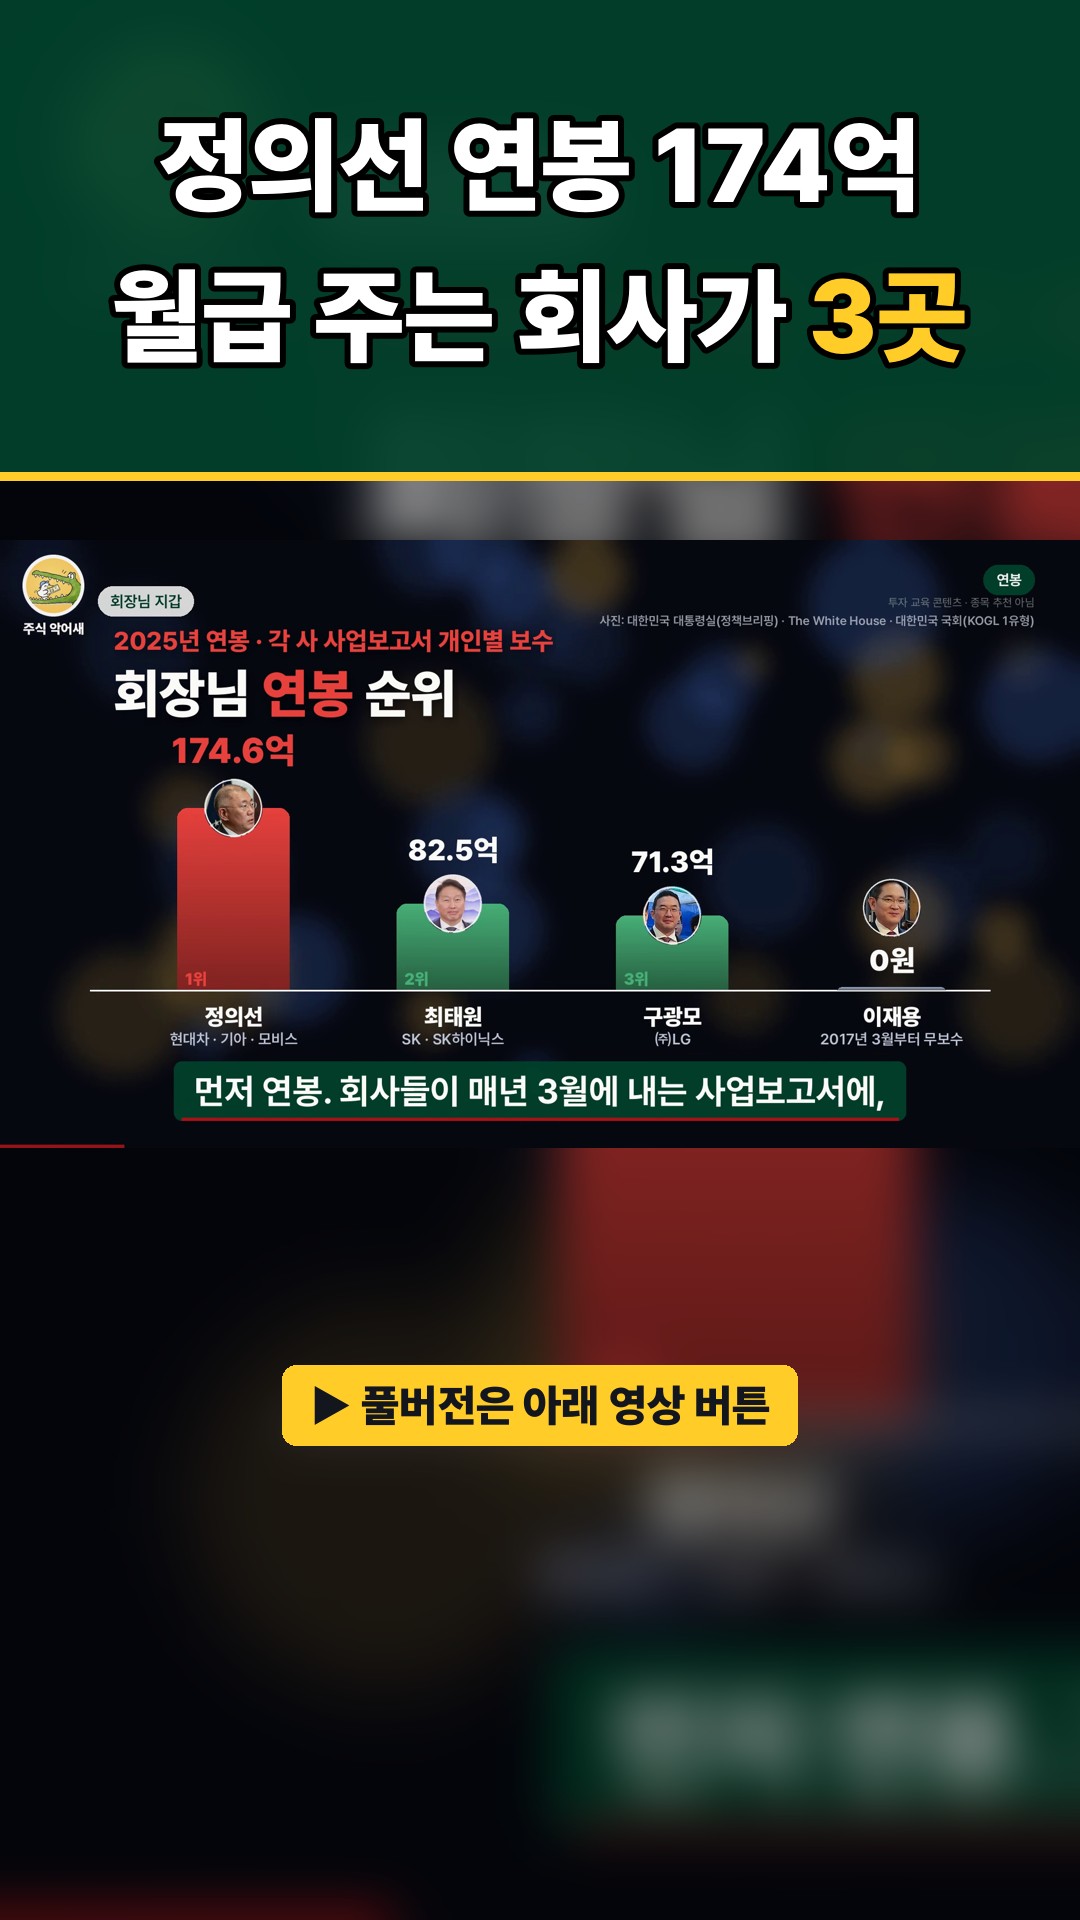 정의선 연봉 174억
월급 주는 회사가 3곳
주식 악어새
회장님 지갑
연봉
투자 교육 콘텐츠 · 종목 추천 아님
사진: 대한민국 대통령실(정책브리핑) · The White House · 대한민국 국회(KOGL 1유형)
2025년 연봉 · 각 사 사업보고서 개인별 보수
회장님 연봉 순위
174.6억
82.5억
71.3억
0원
1위
2위
3위
정의선
최태원
구광모
이재용
현대차 · 기아 · 모비스
SK · SK하이닉스
㈜LG
2017년 3월부터 무보수
먼저 연봉. 회사들이 매년 3월에 내는 사업보고서에,
▶ 풀버전은 아래 영상 버튼